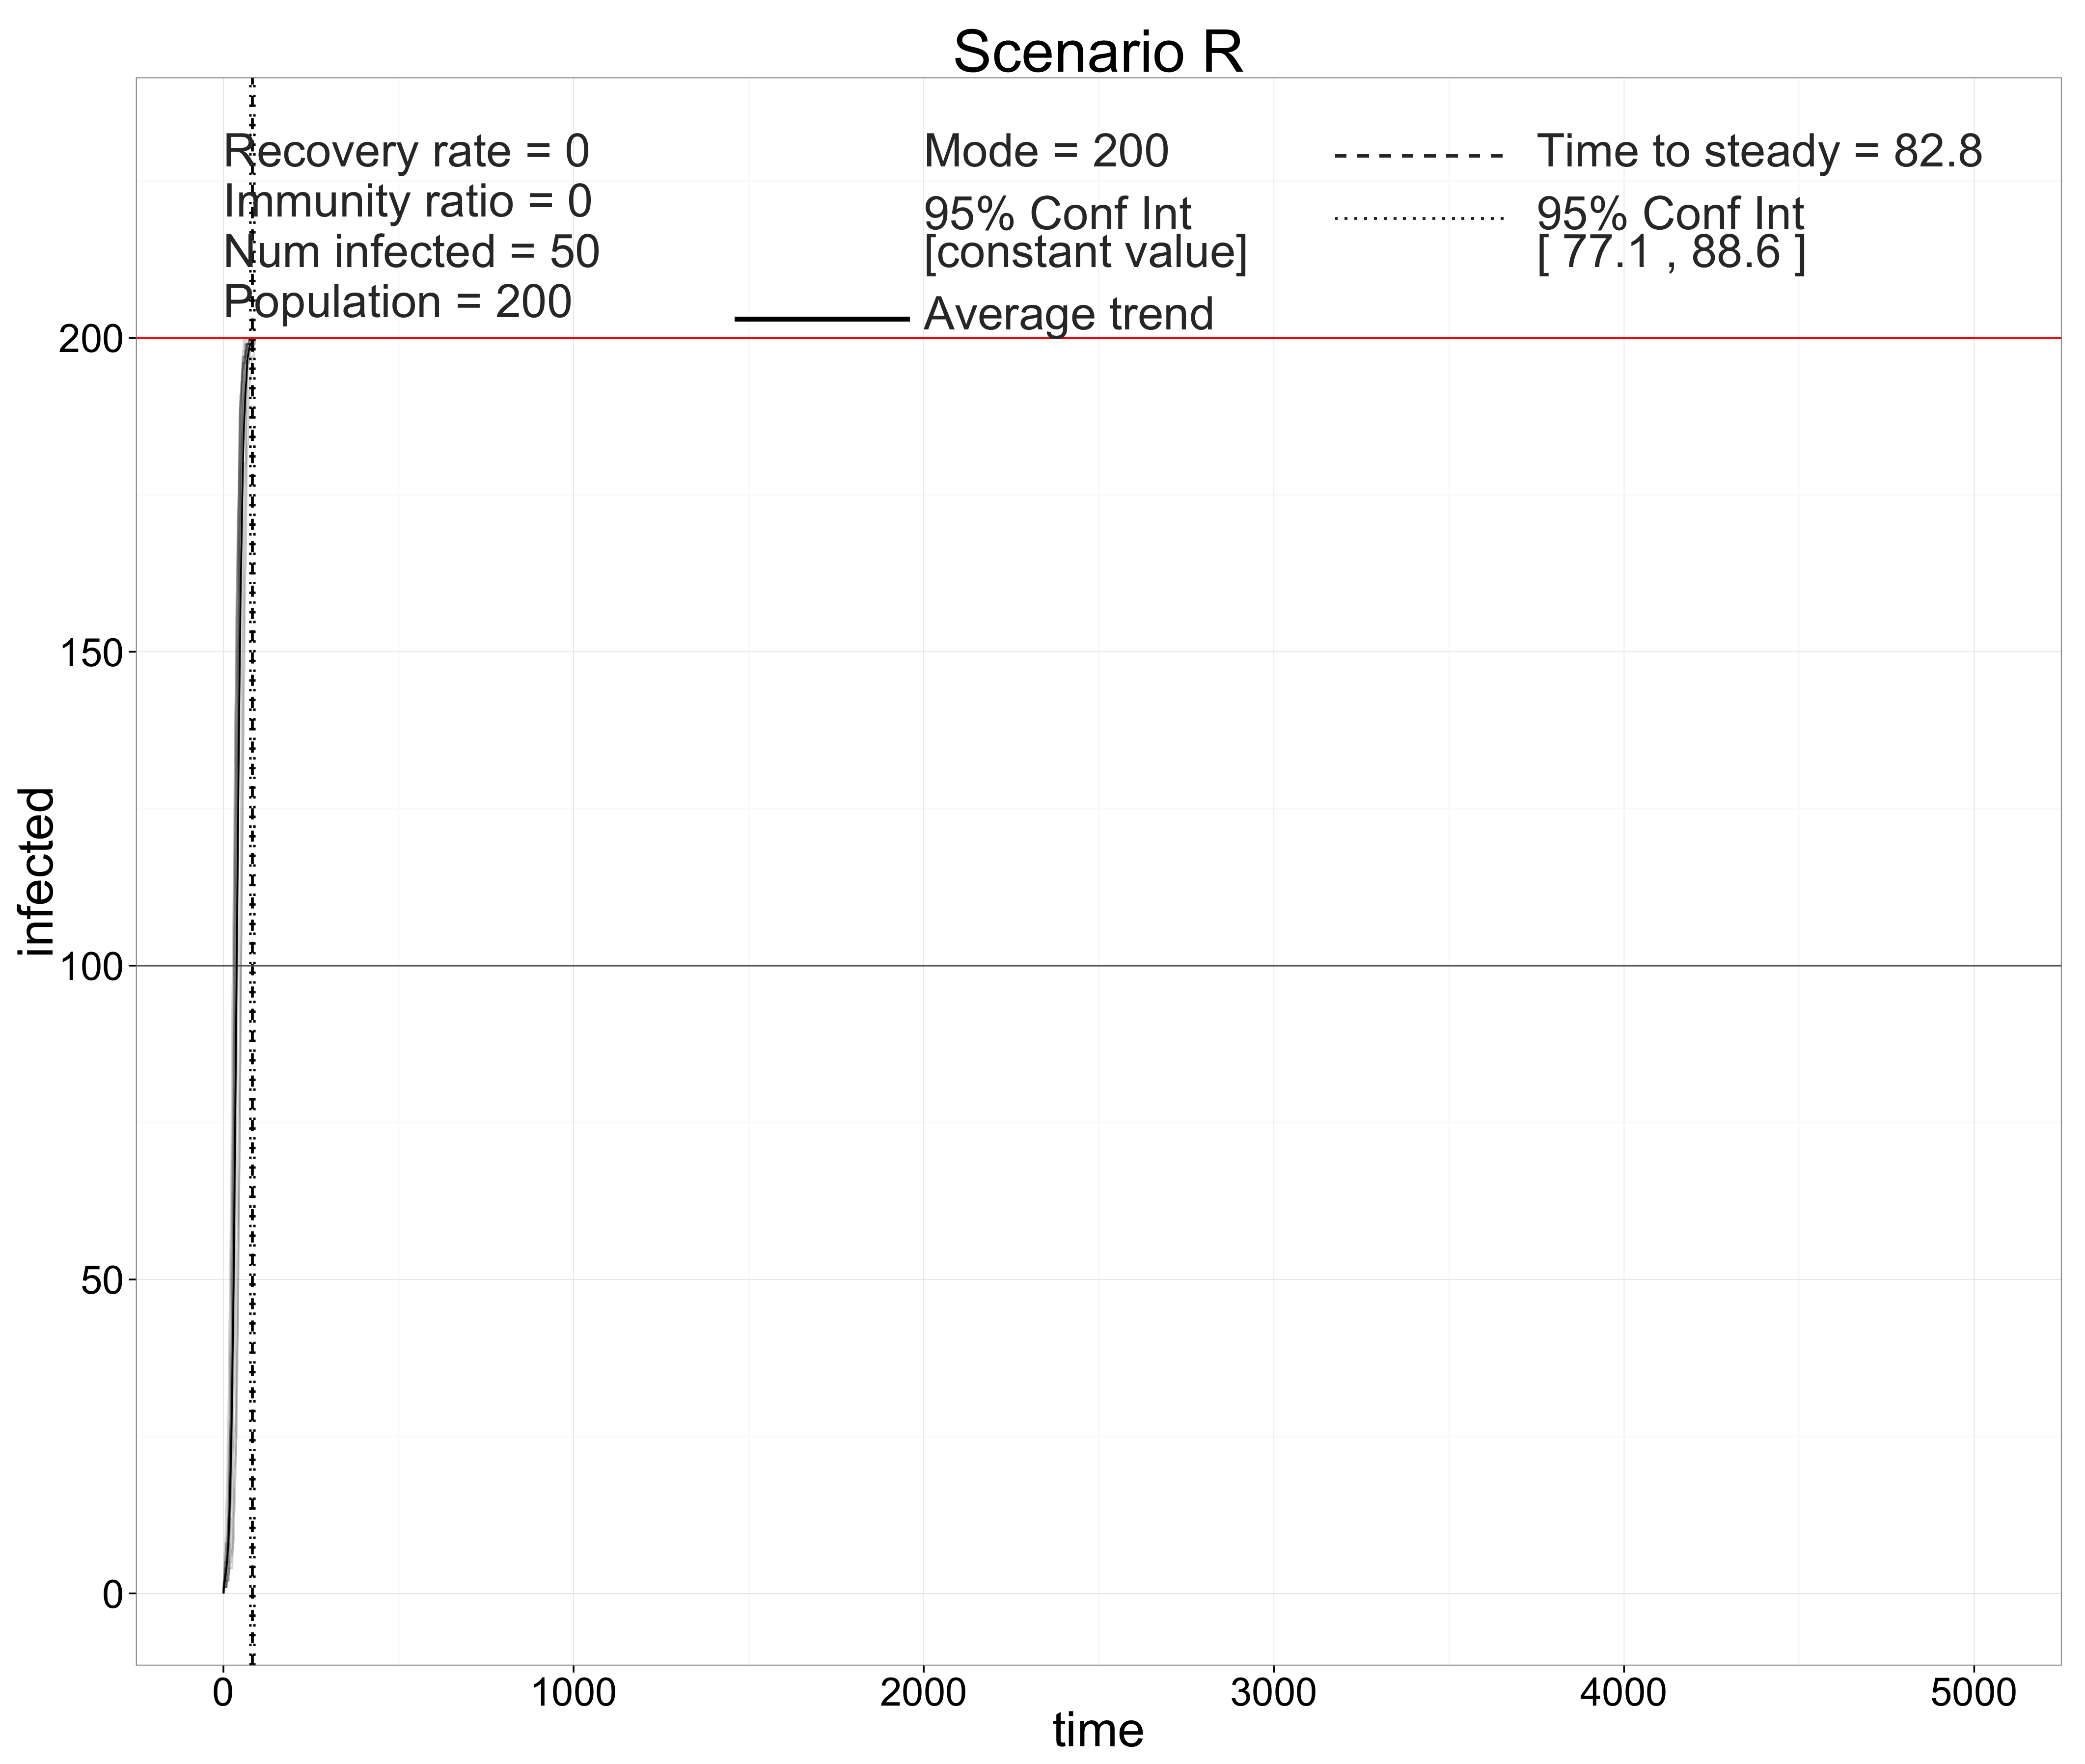 Scenario R
Recovery rate = 0
Immunity ratio = 0
Num infected = 50
Population = 200
Mode = 200
95% Conf Int
[constant value]
Average trend
Time to steady = 82.8
95% Conf Int
[ 77.1 , 88.6 ]
infected
200
150
100
50
0
0 1000 2000 3000 4000 5000
time